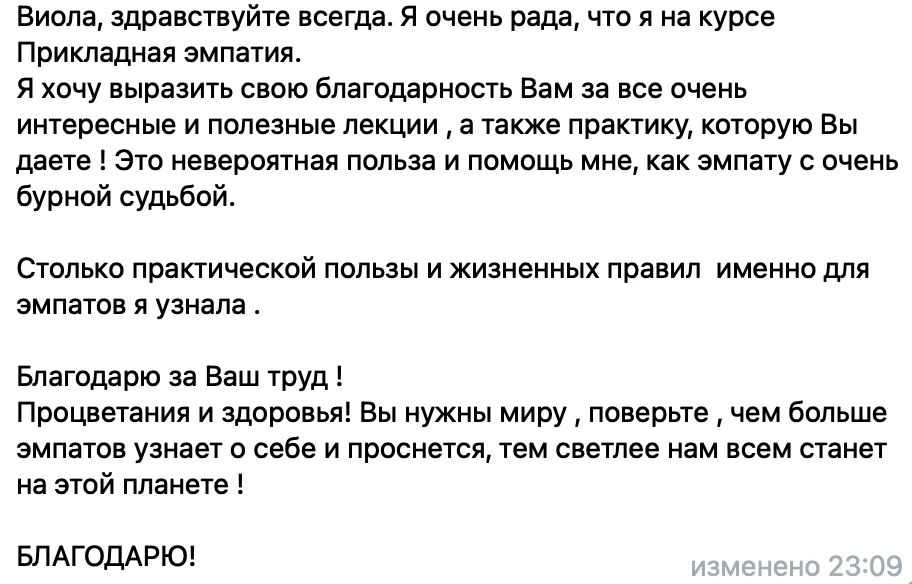 Виола, здравствуйте всегда. Я очень рада, что я на курсе
Прикладная эмпатия.
Я хочу выразить свою благодарность Вам за все очень
интересные и полезные лекции , а также практику, которую Вы
даете ! Это невероятная польза и помощь мне, как эмпату с очень
бурной судьбой.
Столько практической пользы и жизненных правил  именно для
эмпатов я узнала .
Благодарю за Ваш труд !
Процветания и здоровья! Вы нужны миру , поверьте , чем больше
эмпатов узнает о себе и проснется, тем светлее нам всем станет
на этой планете !
БЛАГОДАРЮ!
изменено 23:09